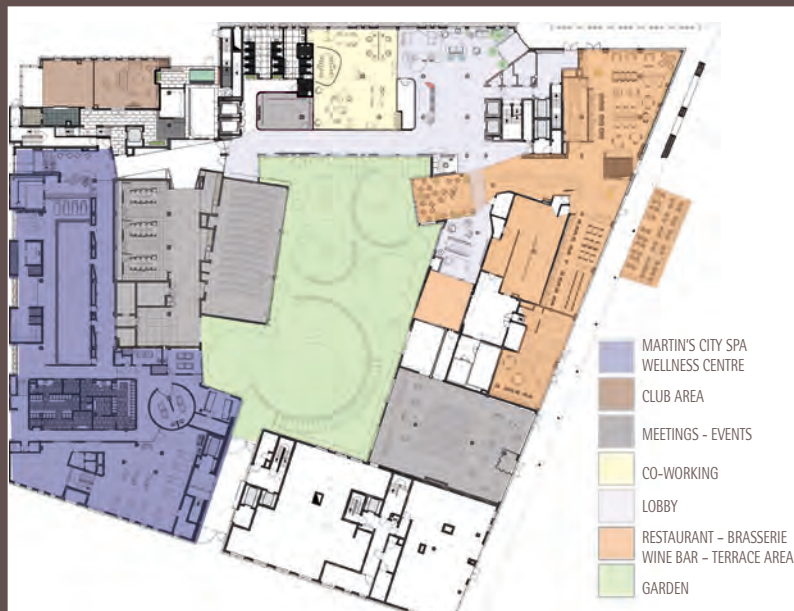 MARTIN'S CITY SPA
WELLNESS CENTRE
CLUB AREA
MEETINGS - EVENTS
CO-WORKING
LOBBY
RESTAURANT – BRASSERIE
WINE BAR – TERRACE AREA
GARDEN